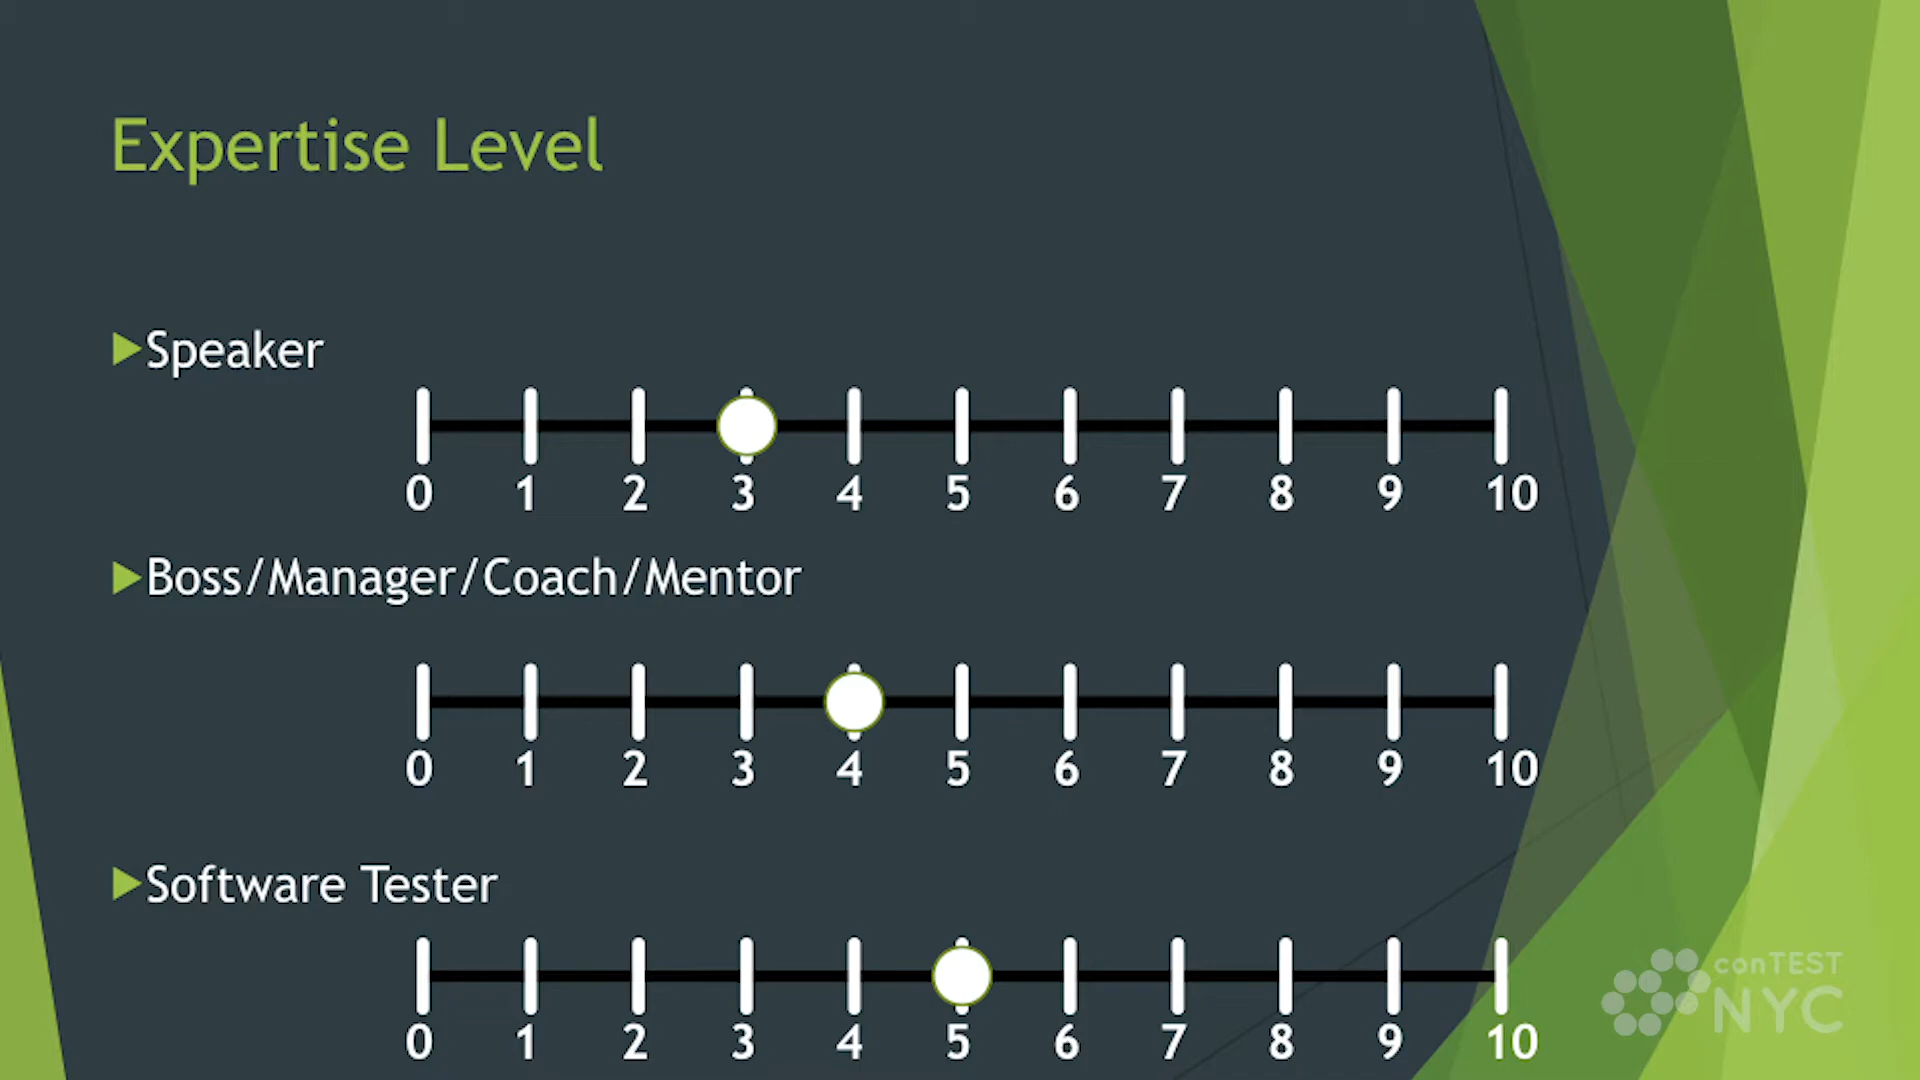 Expertise Level
Speaker
0 1 2 3 4 5 6 7 8 9 10
Boss/Manager/Coach/Mentor
0 1 2 3 4 5 6 7 8 9 10
Software Tester
0 1 2 3 4 5 6 7 8 9 10
conTEST
NYC